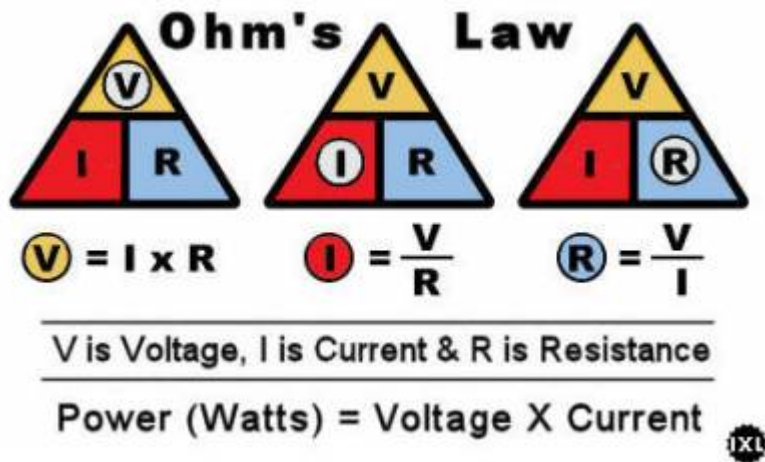 Ohm's Law
V
I R
V
I R
V
I R
V = I x R
I = V
R
R = V
I
V is Voltage, I is Current & R is Resistance
Power (Watts) = Voltage X Current
IXL